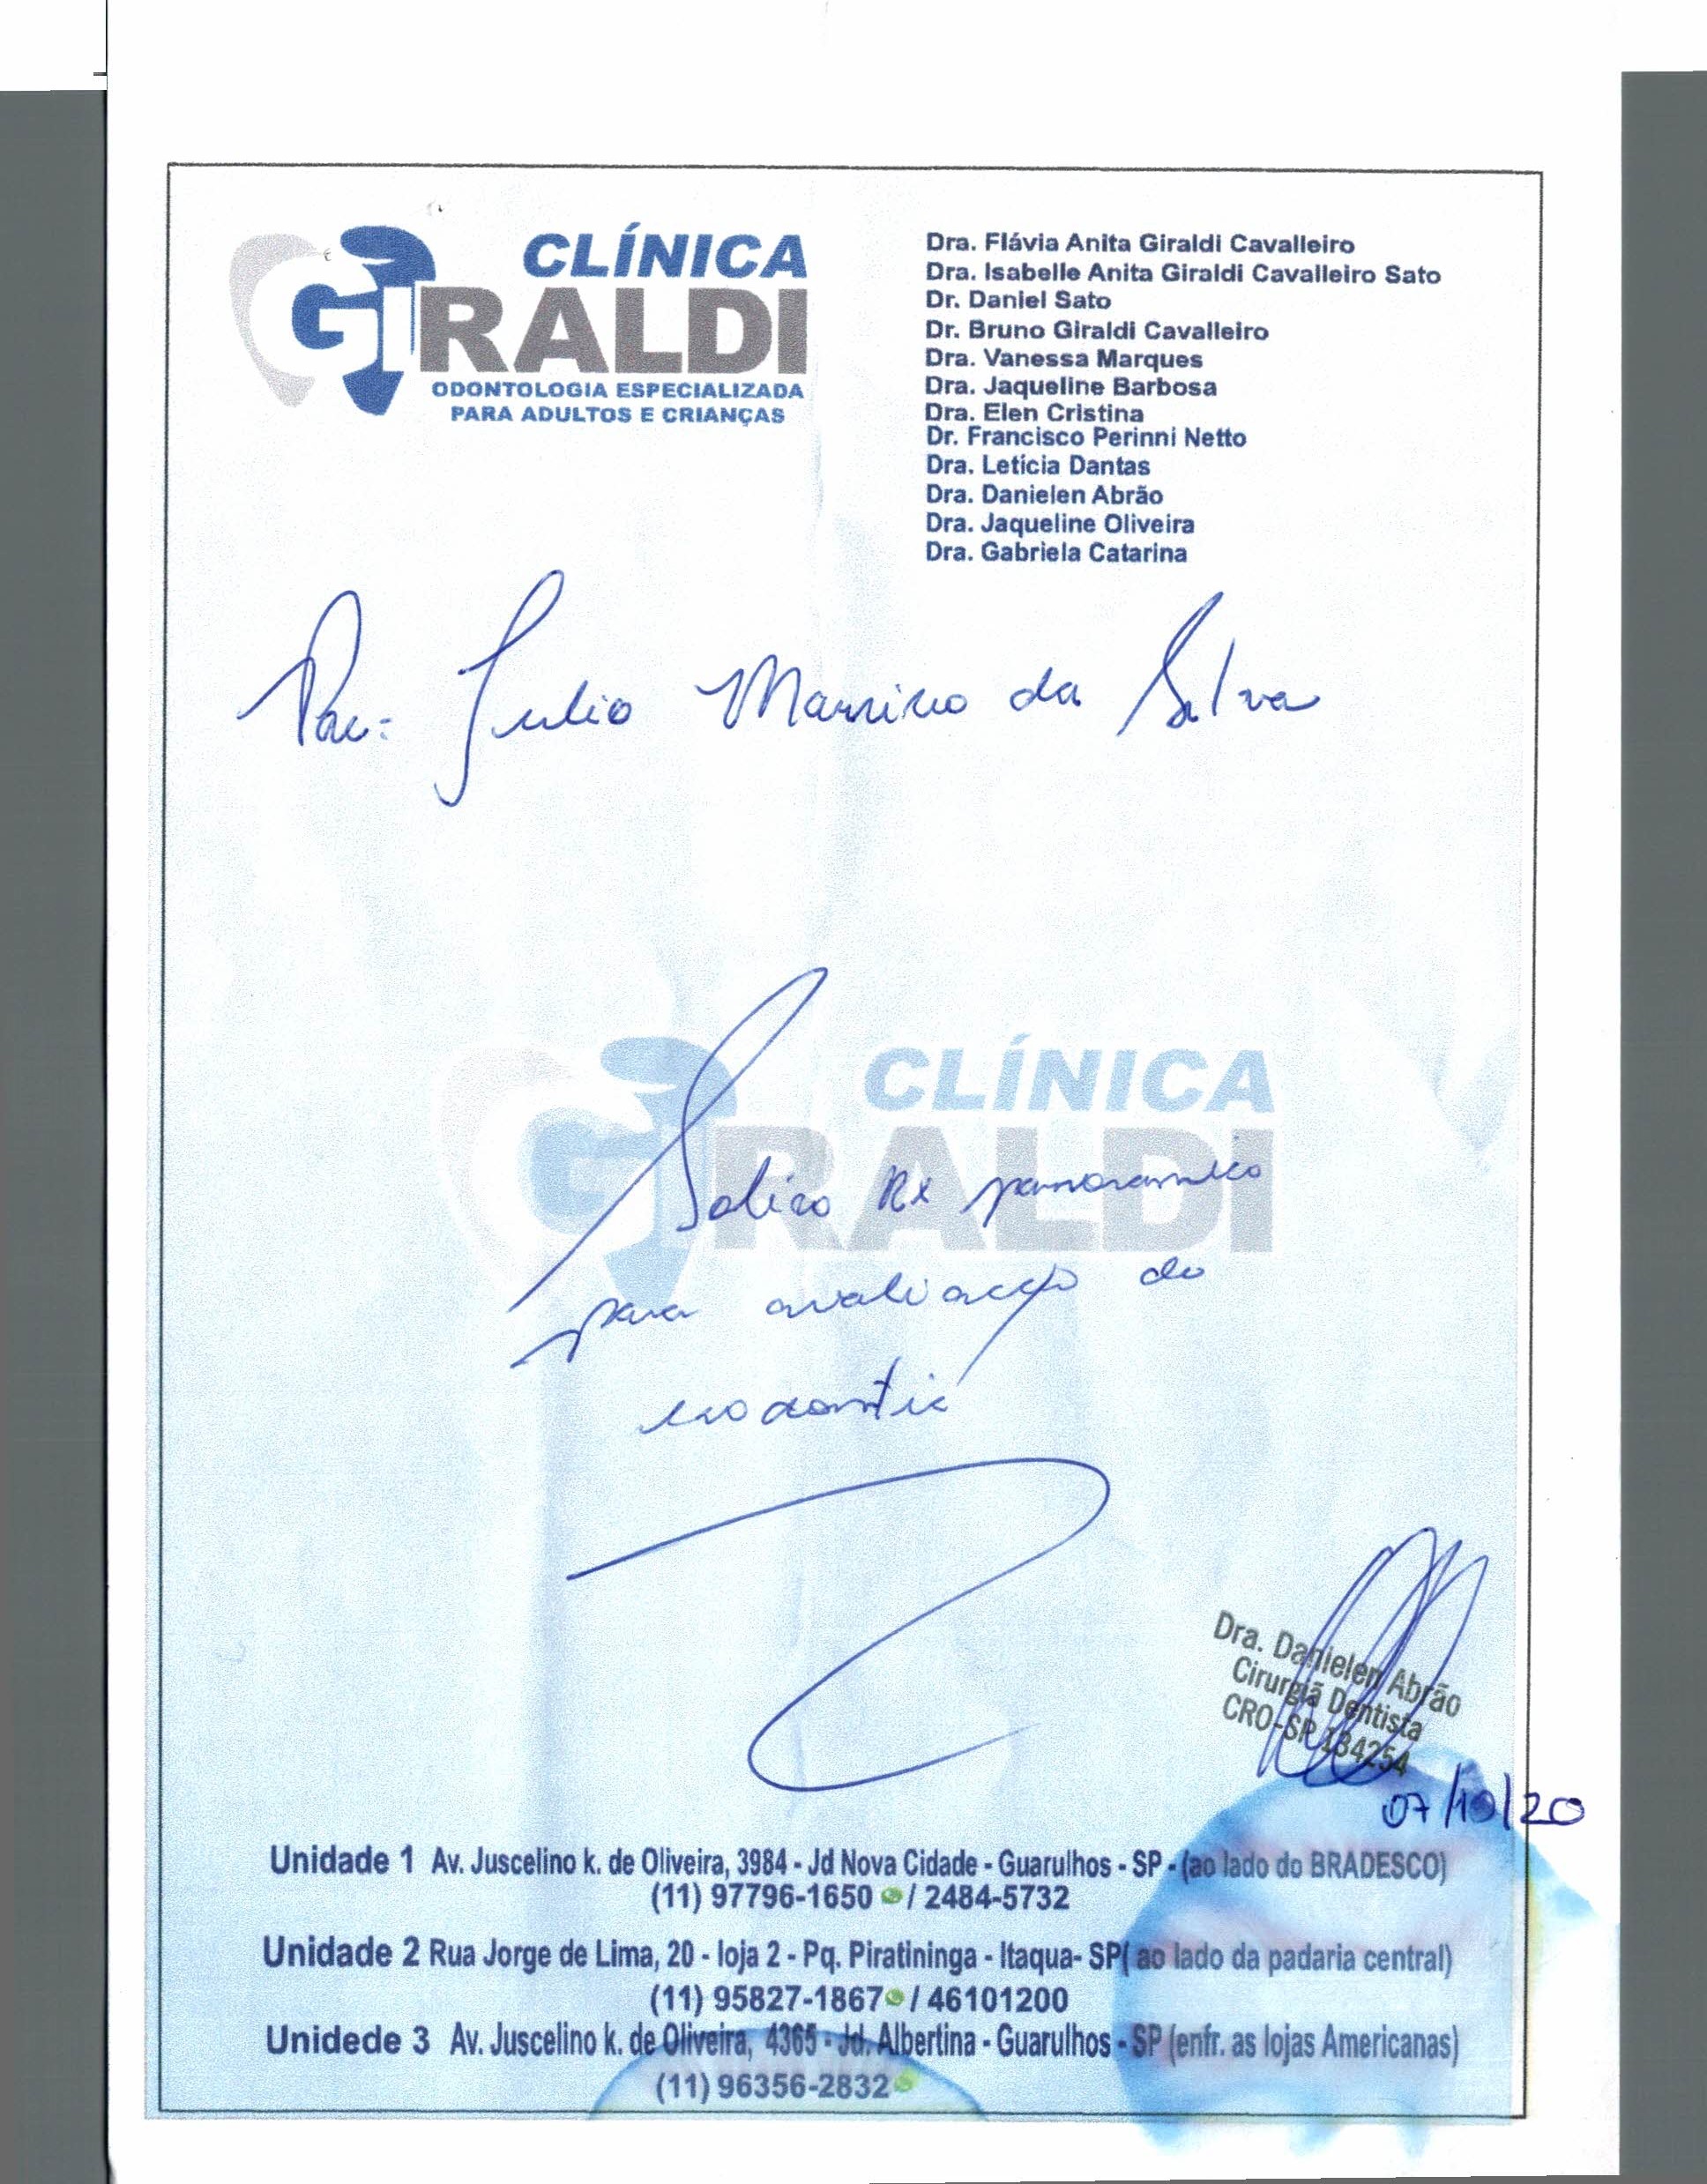 CLÍNICA
GIRALDI
ODONTOLOGIA ESPECIALIZADA
PARA ADULTOS E CRIANÇAS
Dra. Flávia Anita Giraldi Cavalleiro
Dra. Isabelle Anita Giraldi Cavalleiro Sato
Dr. Daniel Sato
Dr. Bruno Giraldi Cavalleiro
Dra. Vanessa Marques
Dra. Jaqueline Barbosa
Dra. Elen Cristina
Dr. Francisco Perinni Netto
Dra. Letícia Dantas
Dra. Danielen Abrão
Dra. Jaqueline Oliveira
Dra. Gabriela Catarina
Pac: Julio da Silva
CLÍNICA
GIRALDI
Rx panoramico
para avaliação do
Dra. Danielen Abrão
Cirurgiã Dentista
CRO-SP 134254
07/10/20
Unidade 1 Av. Juscelino k. de Oliveira, 3984 - Jd Nova Cidade - Guarulhos - SP - (ao lado do BRADESCO)
(11) 97796-1650 / 2484-5732
Unidade 2 Rua Jorge de Lima, 20 - loja 2 - Pq. Piratininga - Itaqua- SP( ao lado da padaria central)
(11) 95827-1867 / 46101200
Unidede 3 Av. Juscelino k. de Oliveira, 4365 - Jd. Albertina - Guarulhos - SP (enfr. as lojas Americanas)
(11) 96356-2832